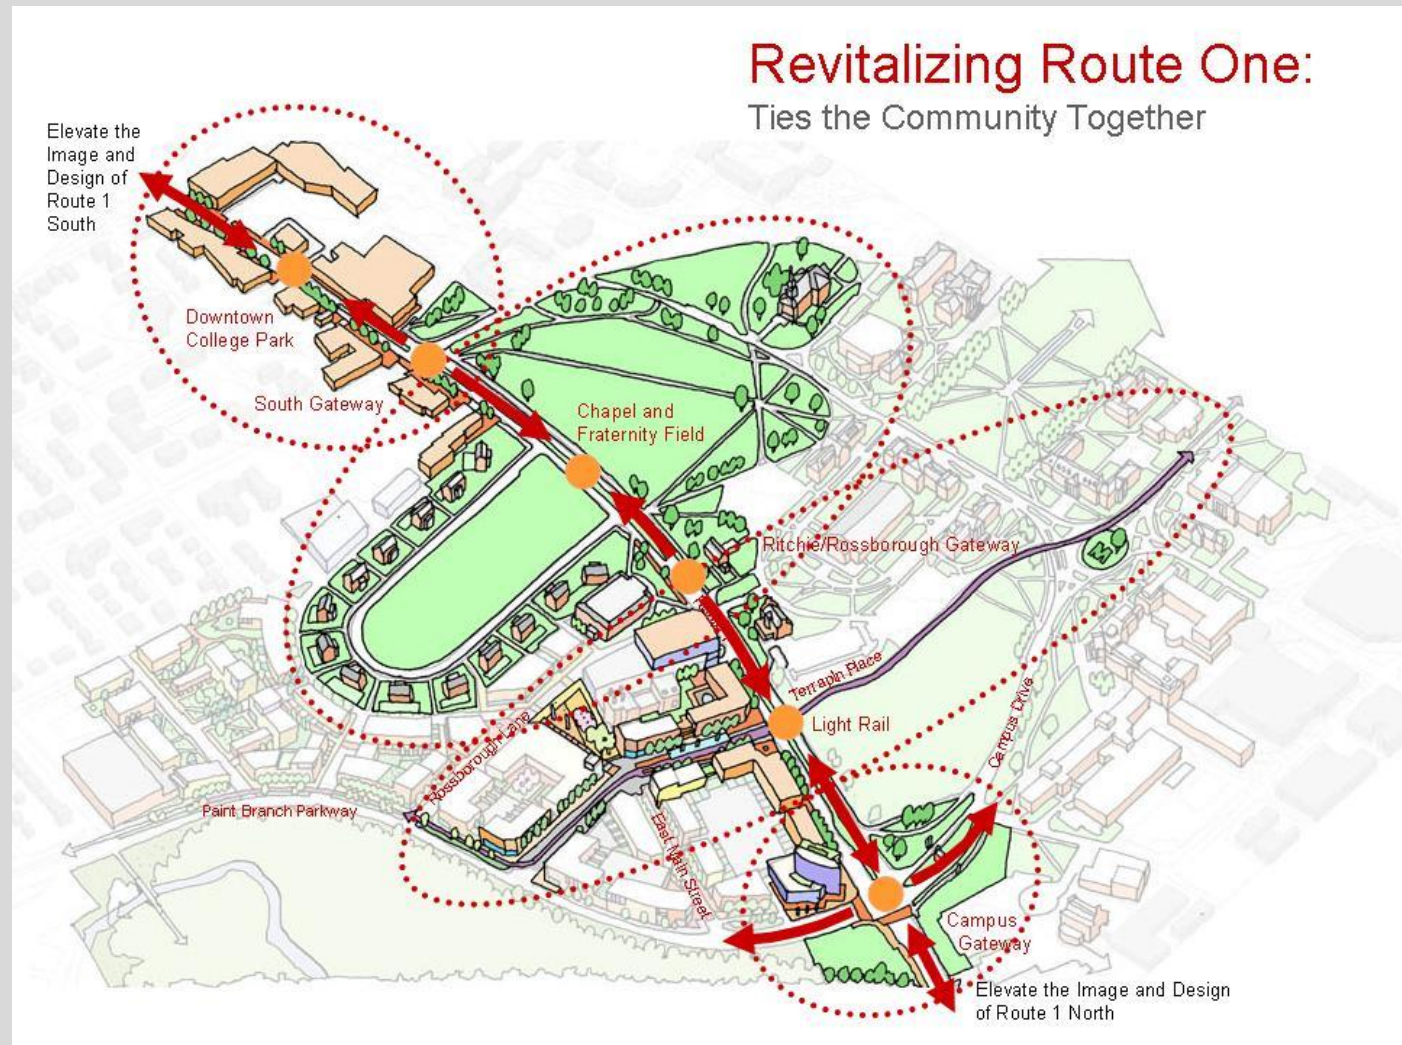 Revitalizing Route One:
Ties the Community Together
Elevate the
Image and
Design of
Route 1
South
Downtown
College Park
South Gateway
Chapel and
Fraternity Field
Ritchie/Rossborough Gateway
Terrapin Place
Light Rail
Campus Drive
Rossborough Lane
Paint Branch Parkway
East Main Street
Campus
Gateway
Elevate the Image and Design
of Route 1 North